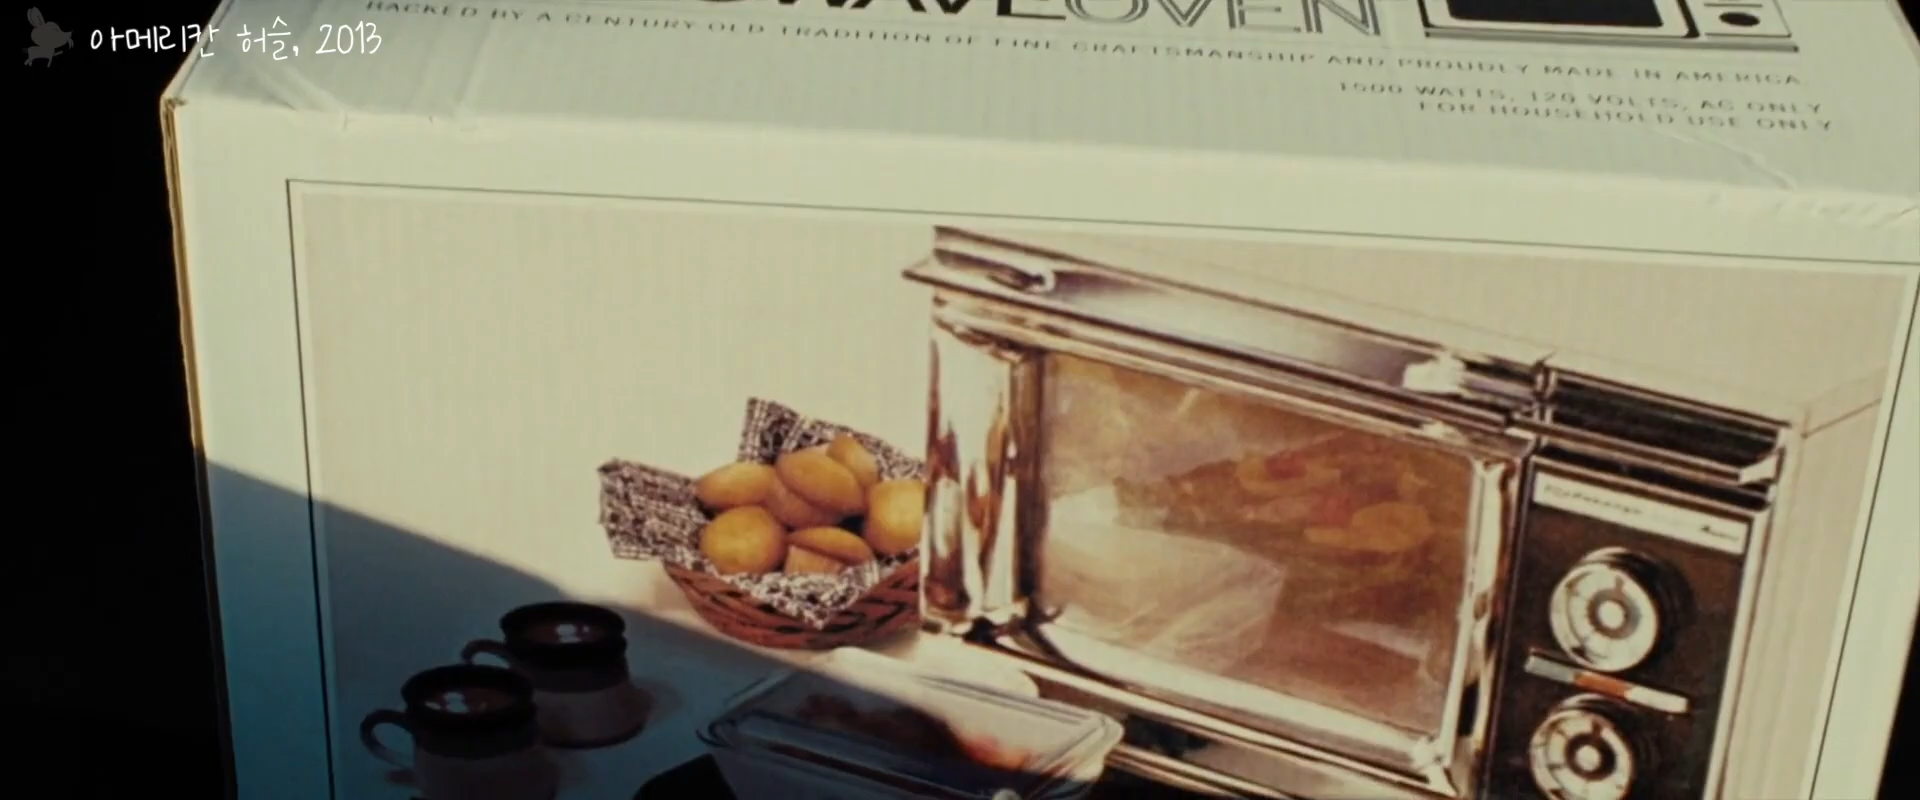 아메리칸 허슬, 2013
WAVE OVEN
BACKED BY A CENTURY OLD TRADITION OF FINE CRAFTSMANSHIP AND PROUDLY MADE IN AMERICA.
1500 WATTS, 120 VOLTS, AC ONLY
FOR HOUSEHOLD USE ONLY